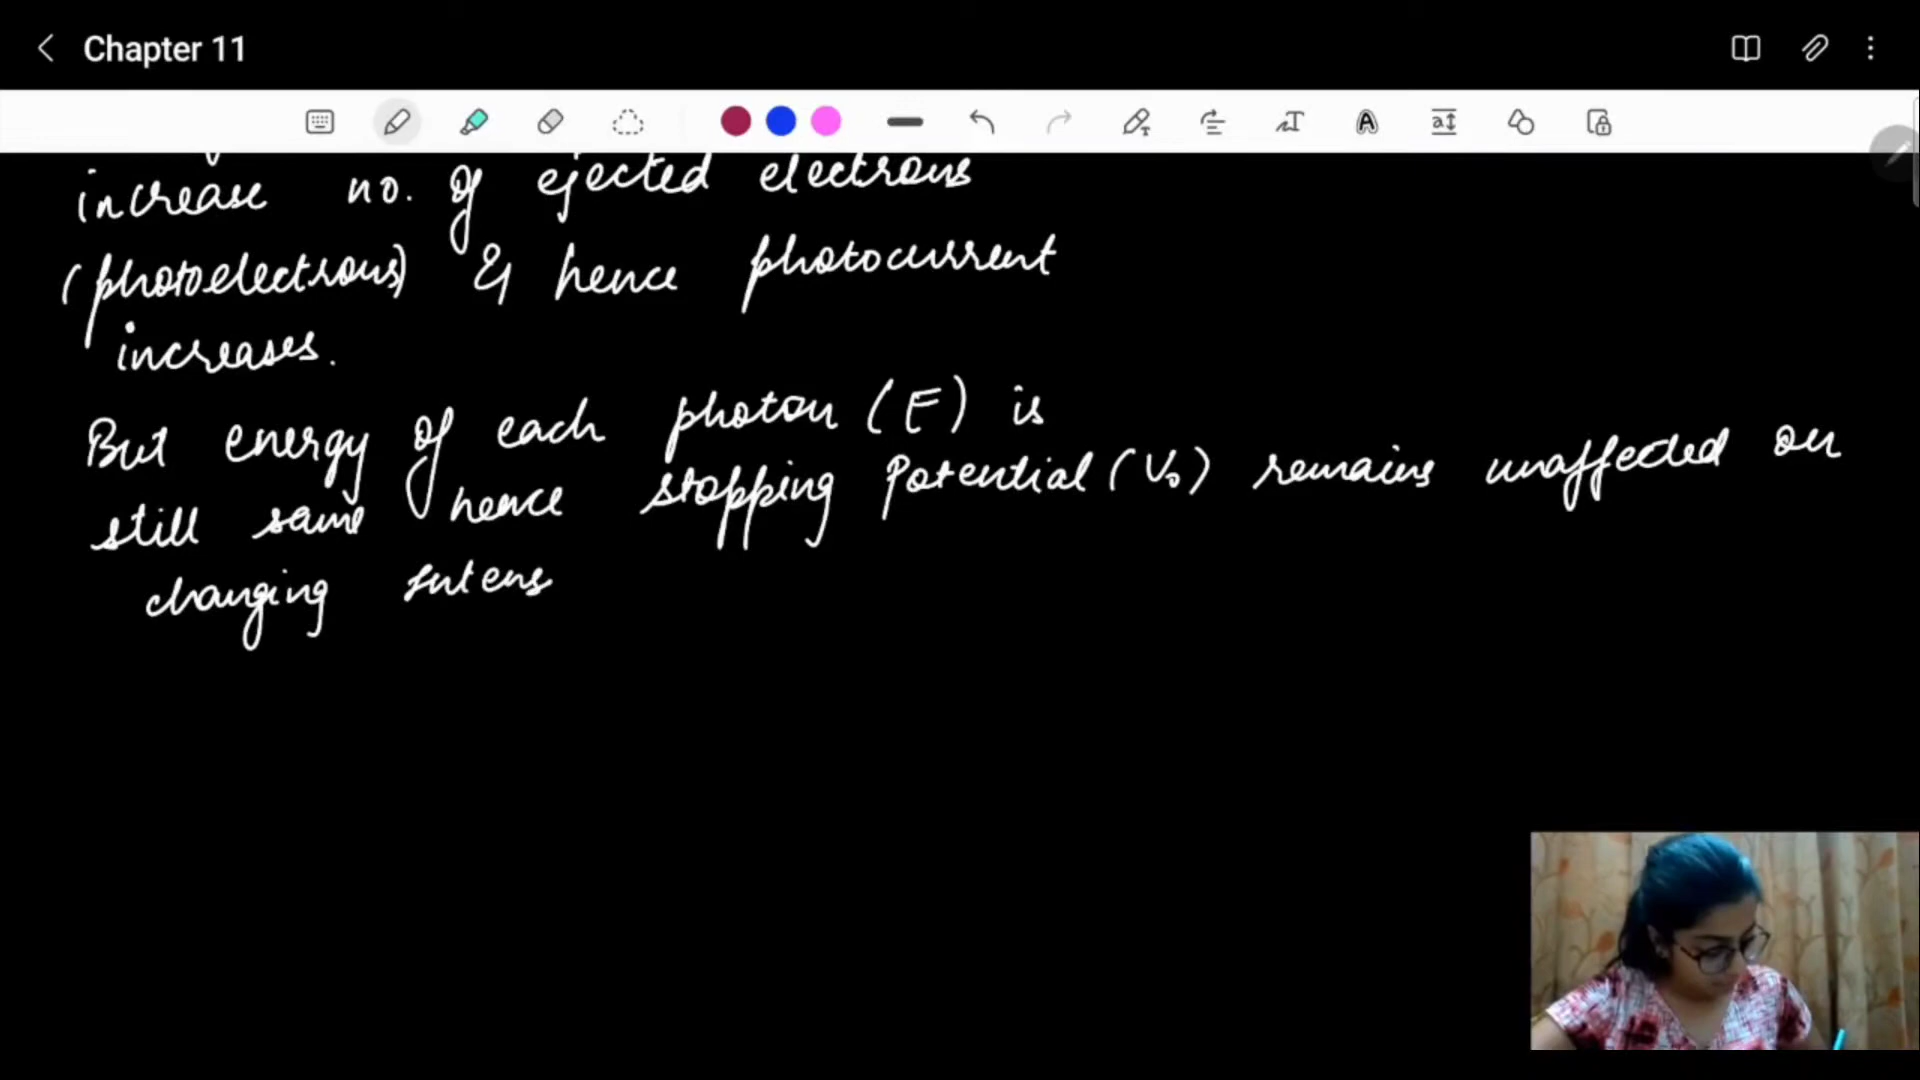 Chapter 11
increase no. of ejected electrons
(photoelectrons) & hence photocurrent
increases.
But energy of each photon (E) is
still same hence stopping Potential (V₀) remains unaffected on
changing Intens